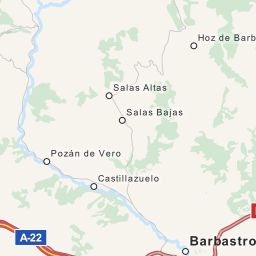 Hoz de Barb
Salas Altas
Salas Bajas
Pozán de Vero
Castillazuelo
A-22
Barbastro